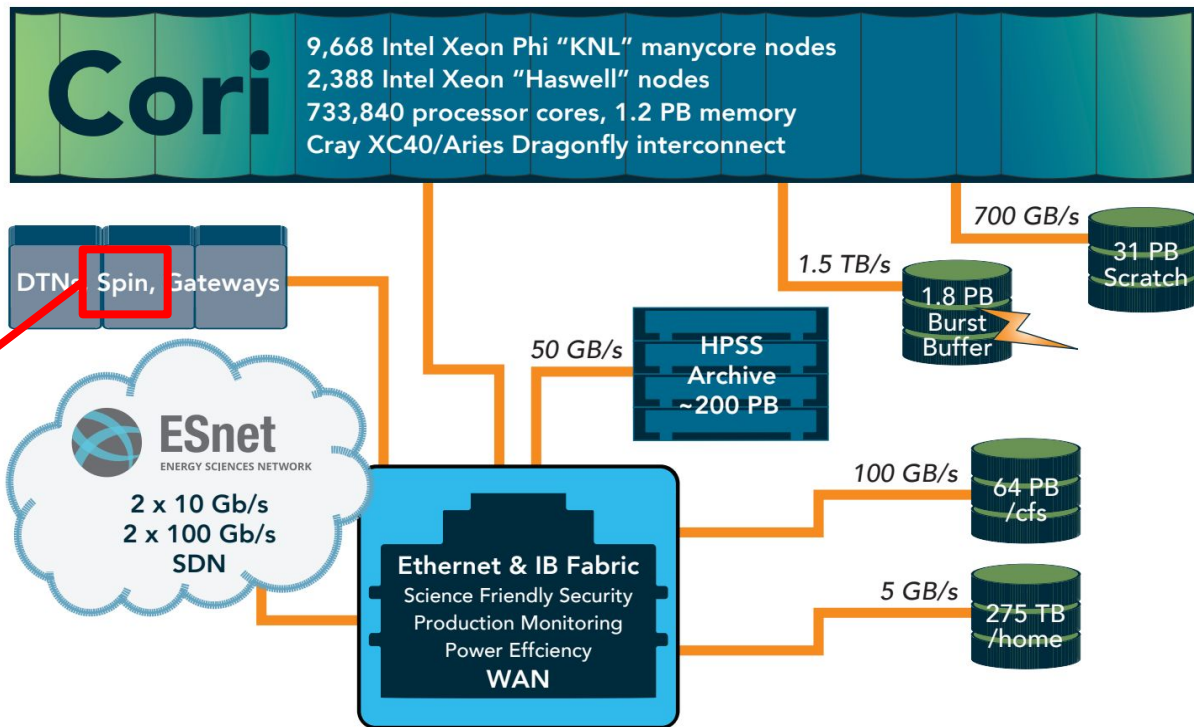 Cori
9,668 Intel Xeon Phi “KNL” manycore nodes
2,388 Intel Xeon “Haswell” nodes
733,840 processor cores, 1.2 PB memory
Cray XC40/Aries Dragonfly interconnect
700 GB/s
31 PB
Scratch
1.5 TB/s
1.8 PB
Burst
Buffer
DTNs, Spin, Gateways
50 GB/s
HPSS
Archive
~200 PB
ESnet
ENERGY SCIENCES NETWORK
2 x 10 Gb/s
2 x 100 Gb/s
SDN
100 GB/s
64 PB
/cfs
Ethernet & IB Fabric
Science Friendly Security
Production Monitoring
Power Effciency
WAN
5 GB/s
275 TB
/home